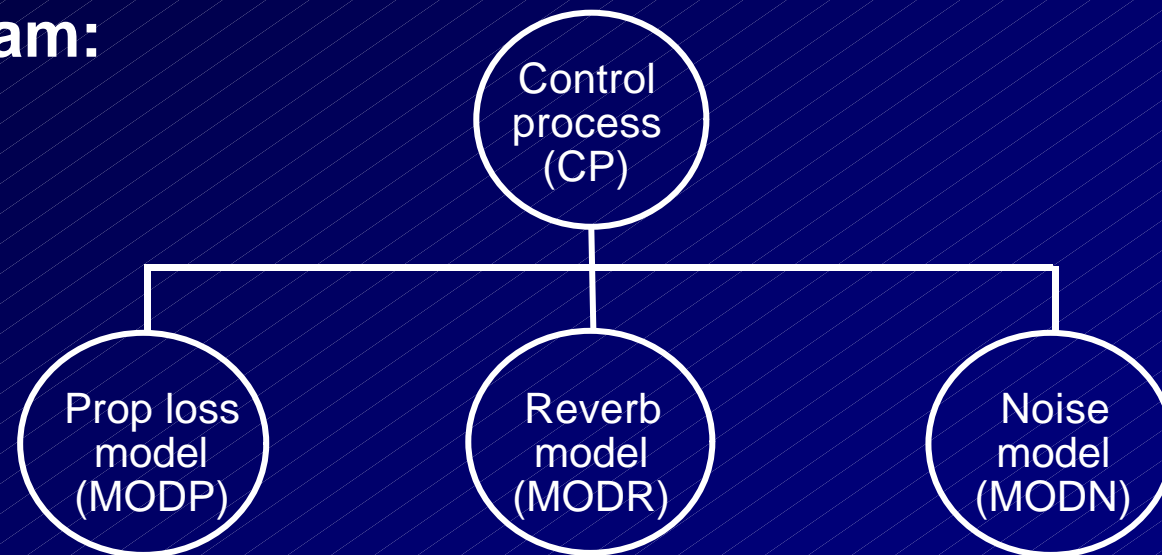 am:
Control
process
(CP)
Prop loss
model
(MODP)
Reverb
model
(MODR)
Noise
model
(MODN)